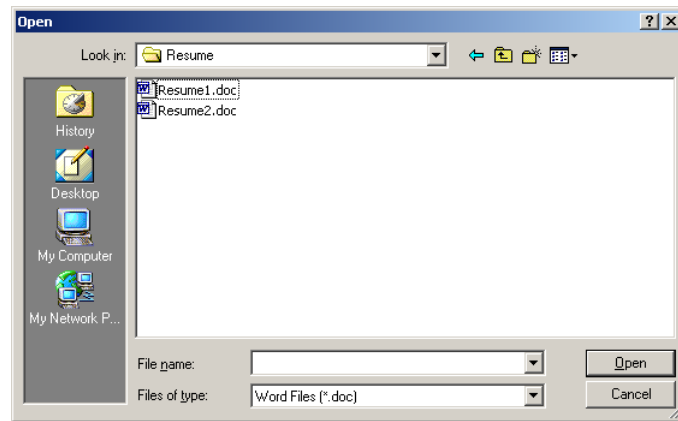 Open
Look in: Resume
Resume1.doc
Resume2.doc
History
Desktop
My Computer
My Network P...
File name:
Open
Files of type: Word Files (*.doc)
Cancel